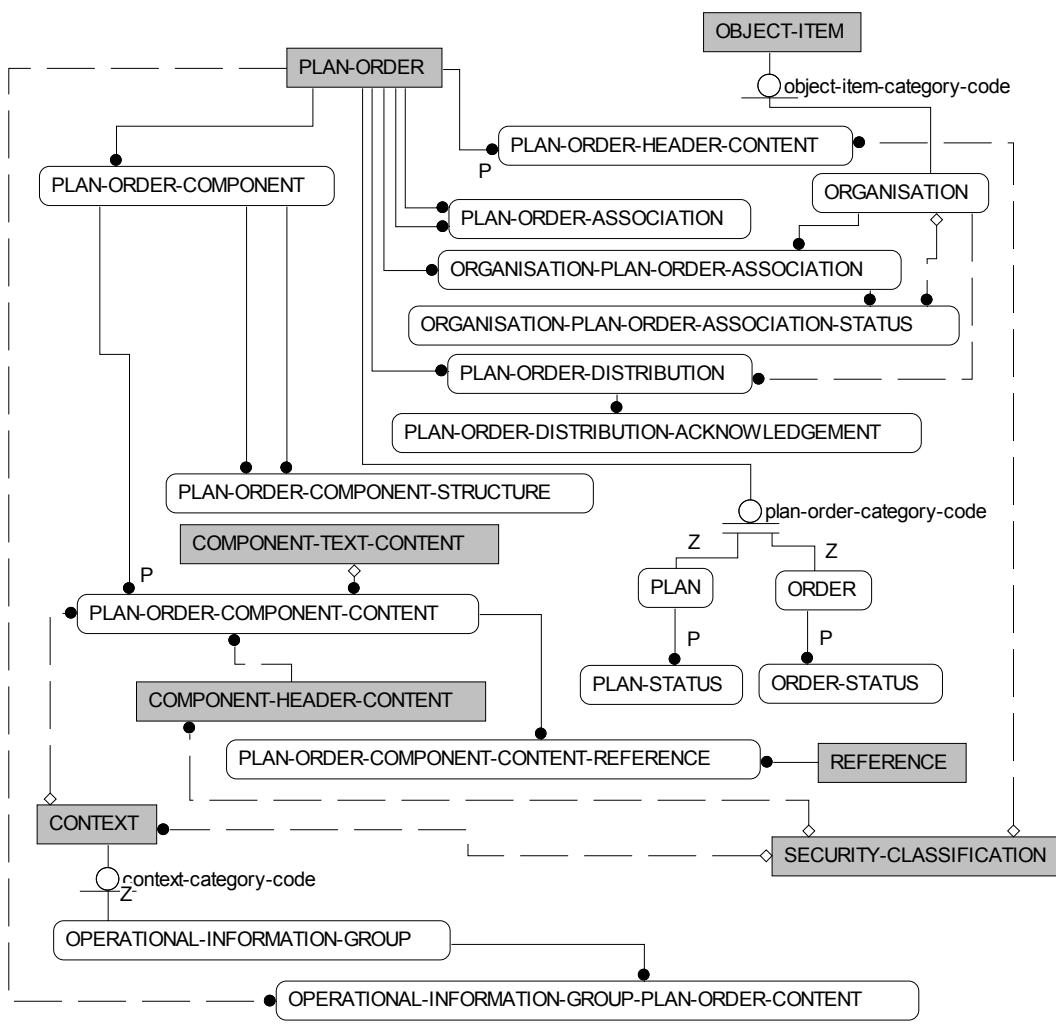 OBJECT-ITEM
PLAN-ORDER
object-item-category-code
PLAN-ORDER-HEADER-CONTENT
P
PLAN-ORDER-COMPONENT
ORGANISATION
PLAN-ORDER-ASSOCIATION
ORGANISATION-PLAN-ORDER-ASSOCIATION
ORGANISATION-PLAN-ORDER-ASSOCIATION-STATUS
PLAN-ORDER-DISTRIBUTION
PLAN-ORDER-DISTRIBUTION-ACKNOWLEDGEMENT
PLAN-ORDER-COMPONENT-STRUCTURE
plan-order-category-code
COMPONENT-TEXT-CONTENT
Z
Z
P
PLAN
ORDER
PLAN-ORDER-COMPONENT-CONTENT
P
P
PLAN-STATUS
ORDER-STATUS
COMPONENT-HEADER-CONTENT
PLAN-ORDER-COMPONENT-CONTENT-REFERENCE
REFERENCE
CONTEXT
SECURITY-CLASSIFICATION
context-category-code
Z
OPERATIONAL-INFORMATION-GROUP
OPERATIONAL-INFORMATION-GROUP-PLAN-ORDER-CONTENT